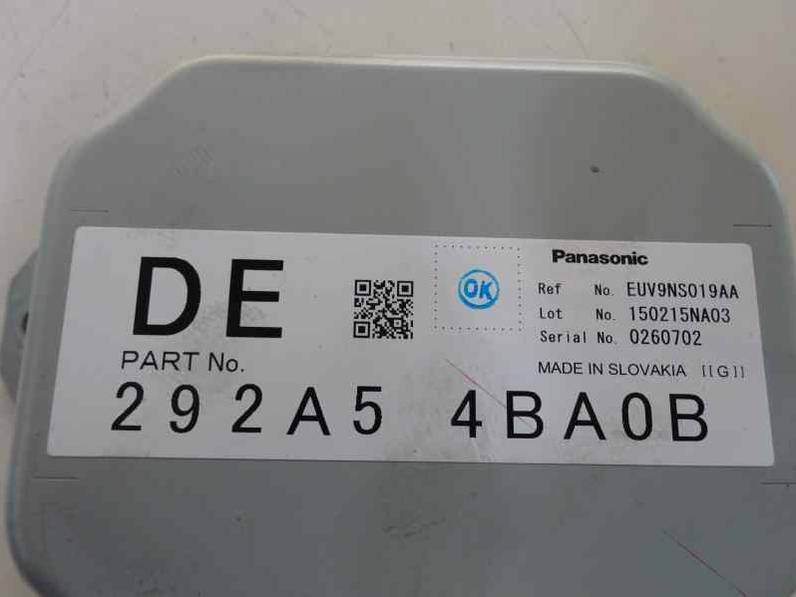 DE
PART No.
292A5 4BA0B
OK
Panasonic
Ref No. EUV9NS019AA
Lot No. 150215NA03
Serial No. 0260702
MADE IN SLOVAKIA [[G]]